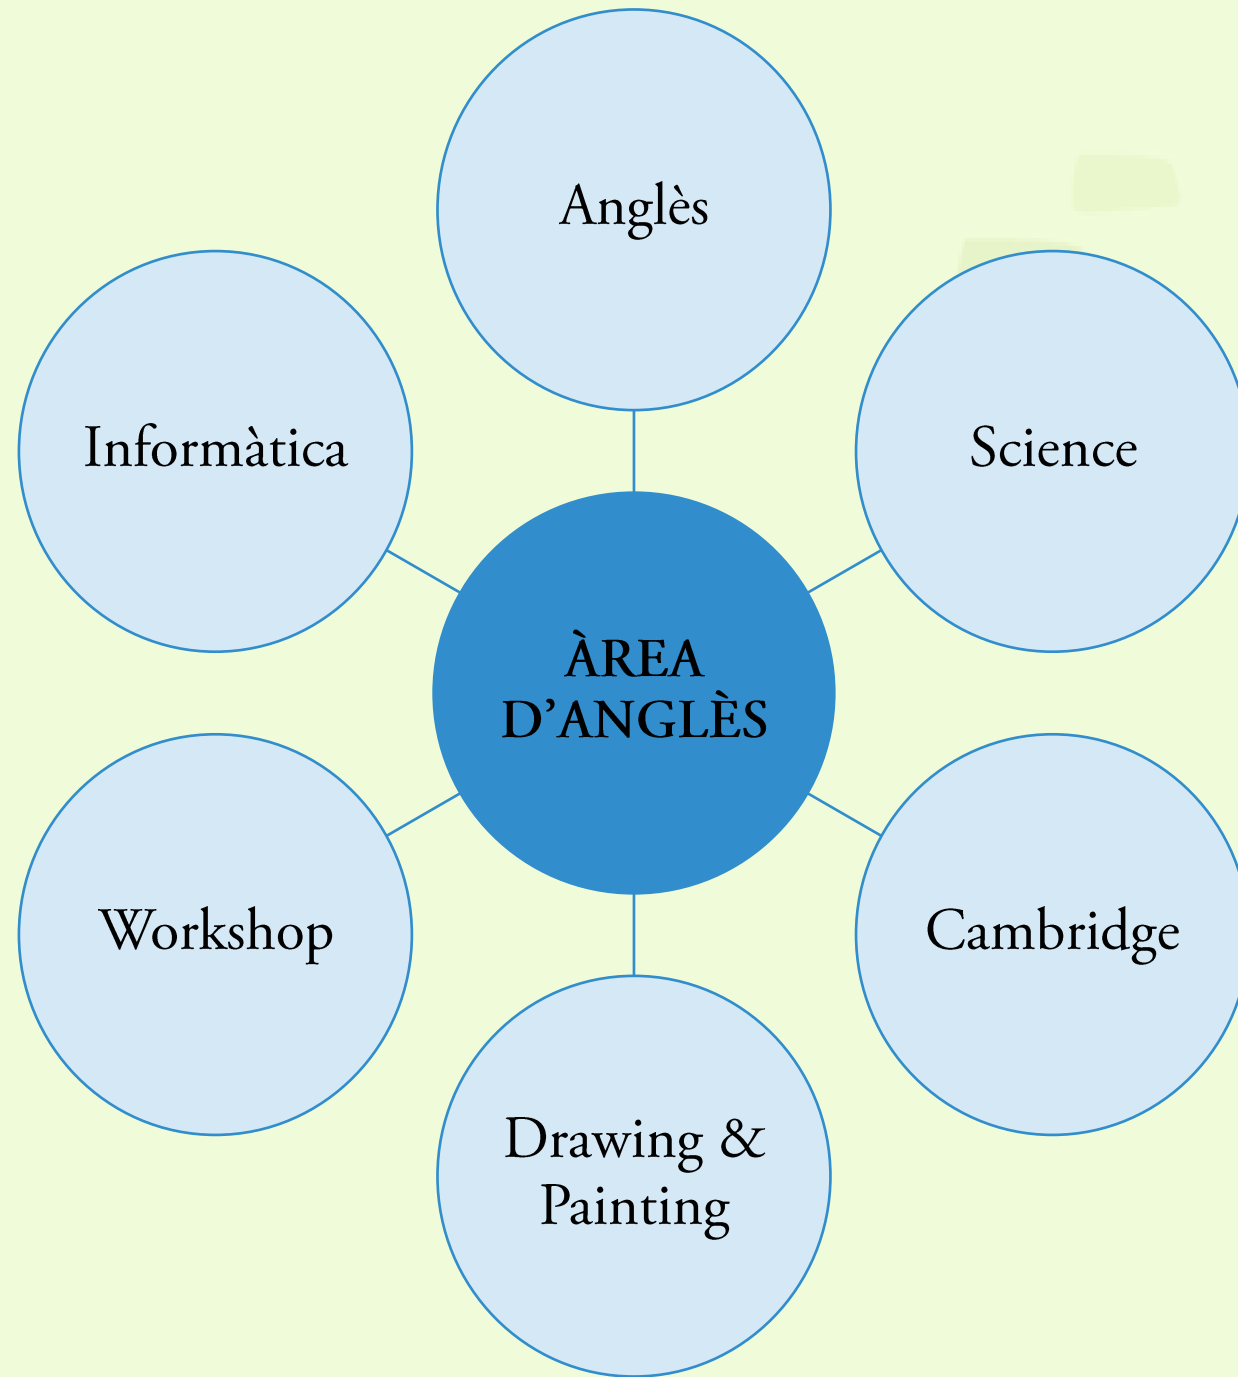 Anglès
Informàtica
Science
ÀREA
D’ANGLÈS
Workshop
Cambridge
Drawing &
Painting